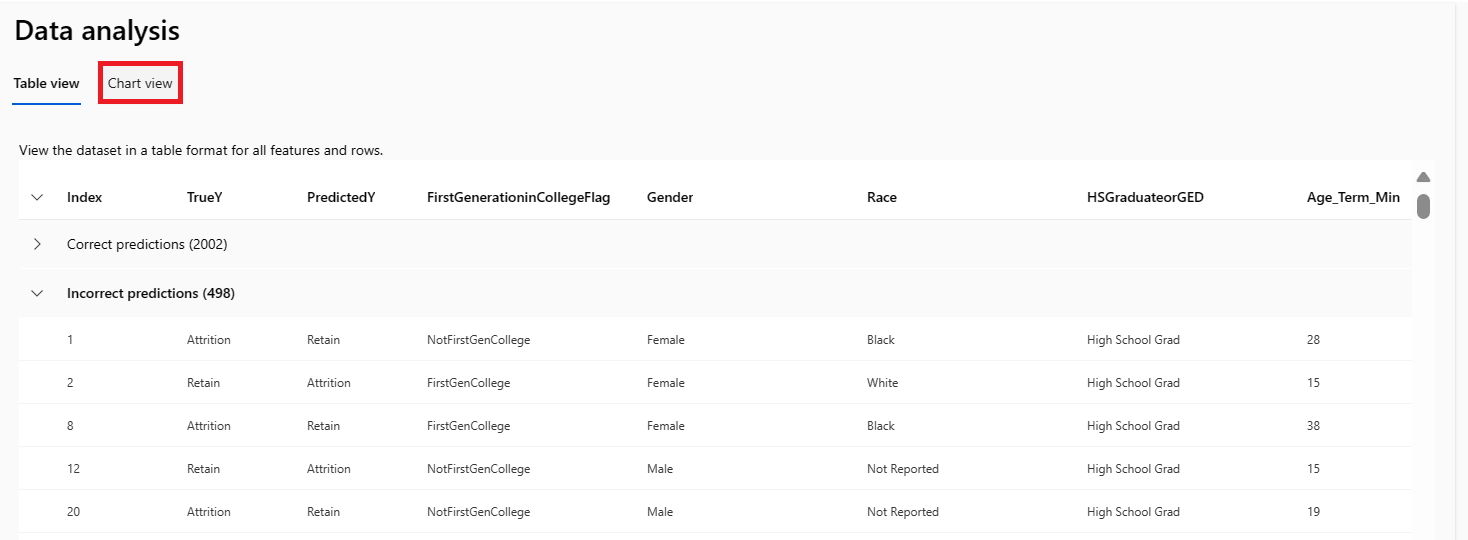 Data analysis
Table view Chart view
View the dataset in a table format for all features and rows.
Index TrueY PredictedY FirstGenerationinCollegeFlag Gender Race HSGraduateorGED Age_Term_Min
Correct predictions (2002)
Incorrect predictions (498)
1 Attrition Retain NotFirstGenCollege Female Black High School Grad 28
2 Retain Attrition FirstGenCollege Female White High School Grad 15
8 Attrition Retain FirstGenCollege Female Black High School Grad 38
12 Retain Attrition NotFirstGenCollege Male Not Reported High School Grad 15
20 Attrition Retain NotFirstGenCollege Male Not Reported High School Grad 19